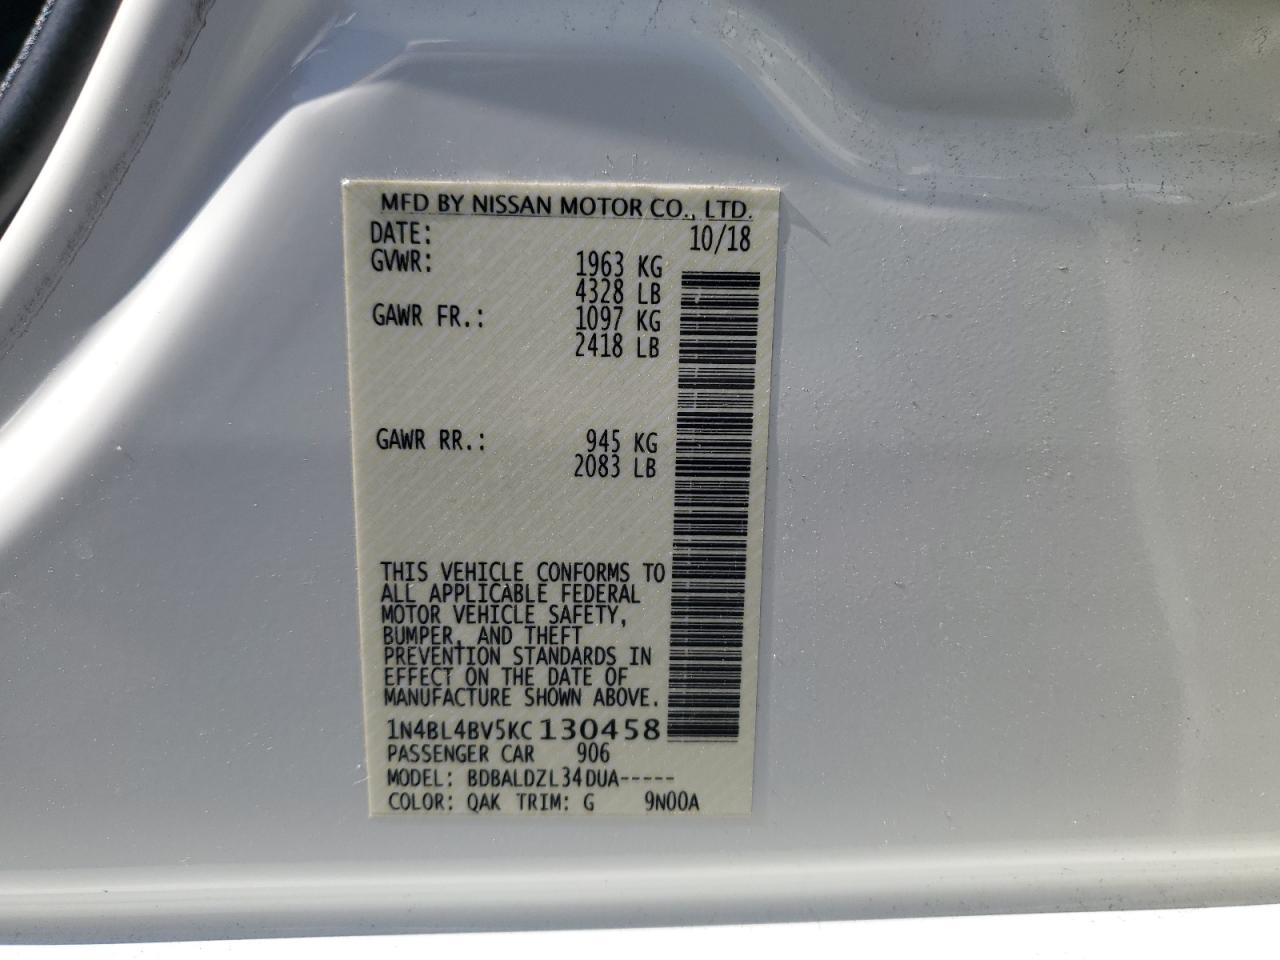 MFD BY NISSAN MOTOR CO., LTD.
DATE: 10/18
GVWR: 1963 KG
4328 LB
GAWR FR.: 1097 KG
2418 LB
GAWR RR.: 945 KG
2083 LB
THIS VEHICLE CONFORMS TO
ALL APPLICABLE FEDERAL
MOTOR VEHICLE SAFETY,
BUMPER, AND THEFT
PREVENTION STANDARDS IN
EFFECT ON THE DATE OF
MANUFACTURE SHOWN ABOVE.
1N4BL4BV5KC130458
PASSENGER CAR 906
MODEL: BDBALDZL34DUA-----
COLOR: QAK TRIM: G 9N00A